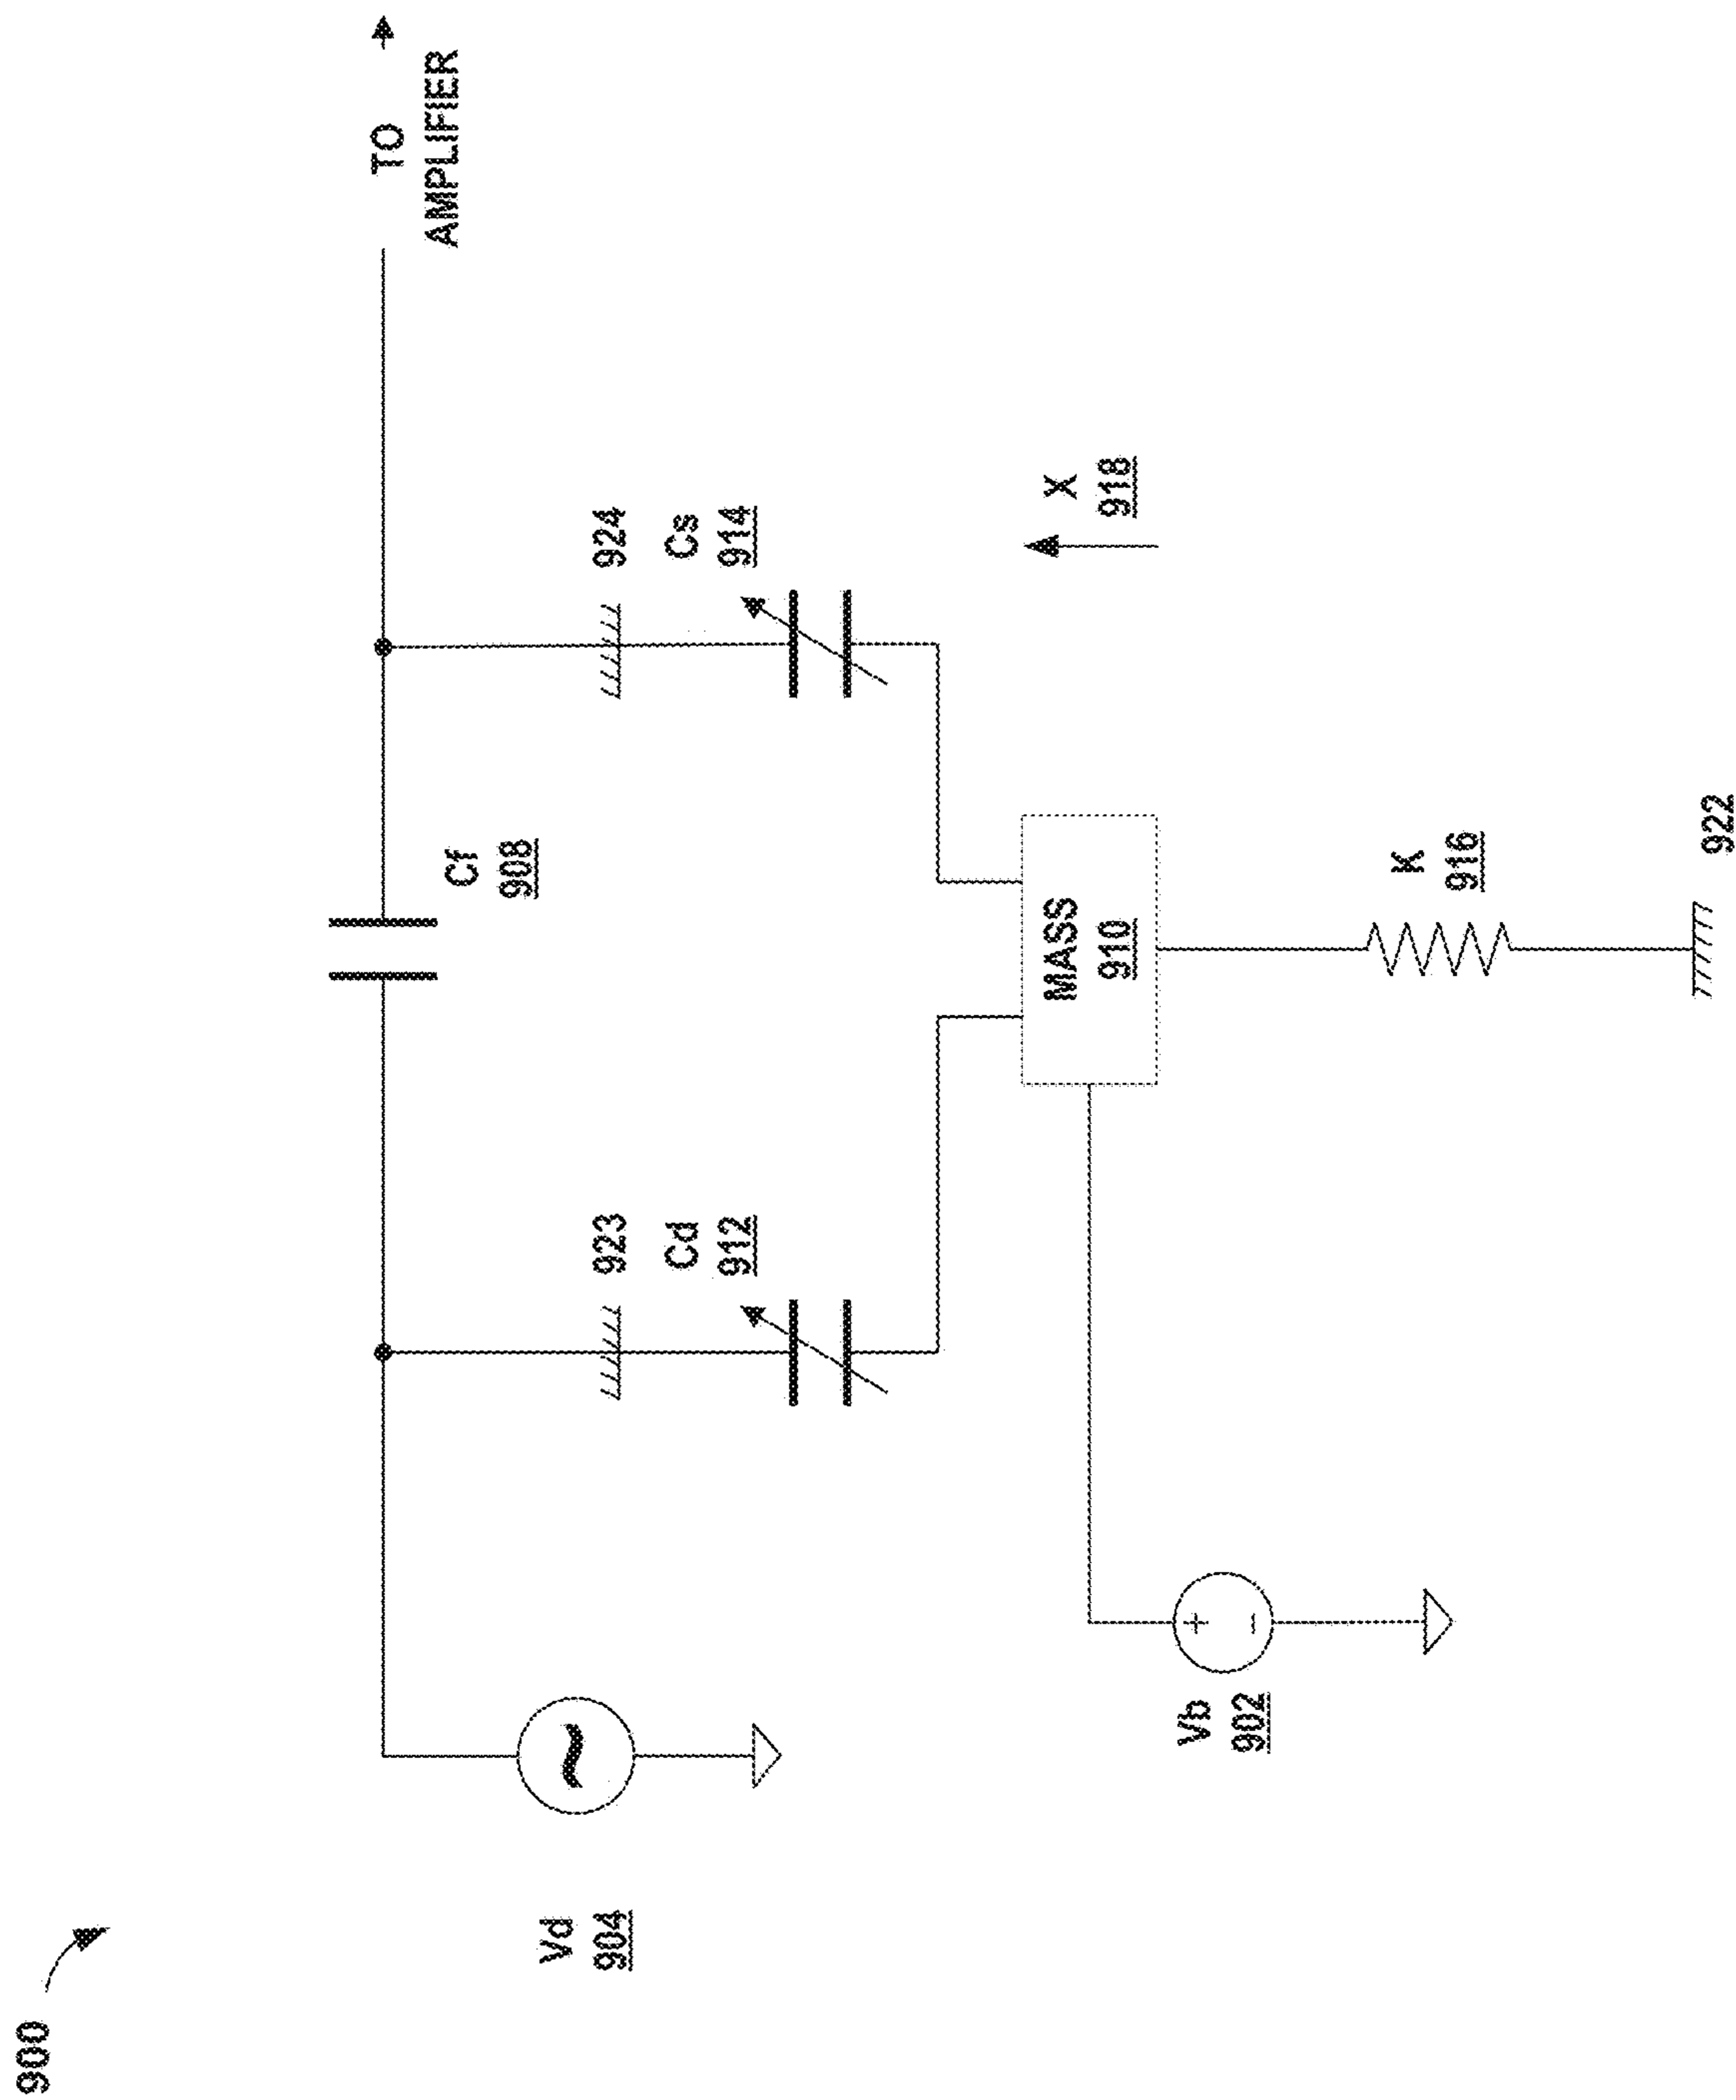 900
TO
AMPLIFIER
Cf
908
923
Cd
912
924
Cs
914
X
918
Vd
904
MASS
910
Vb
902
+
−
K
916
922